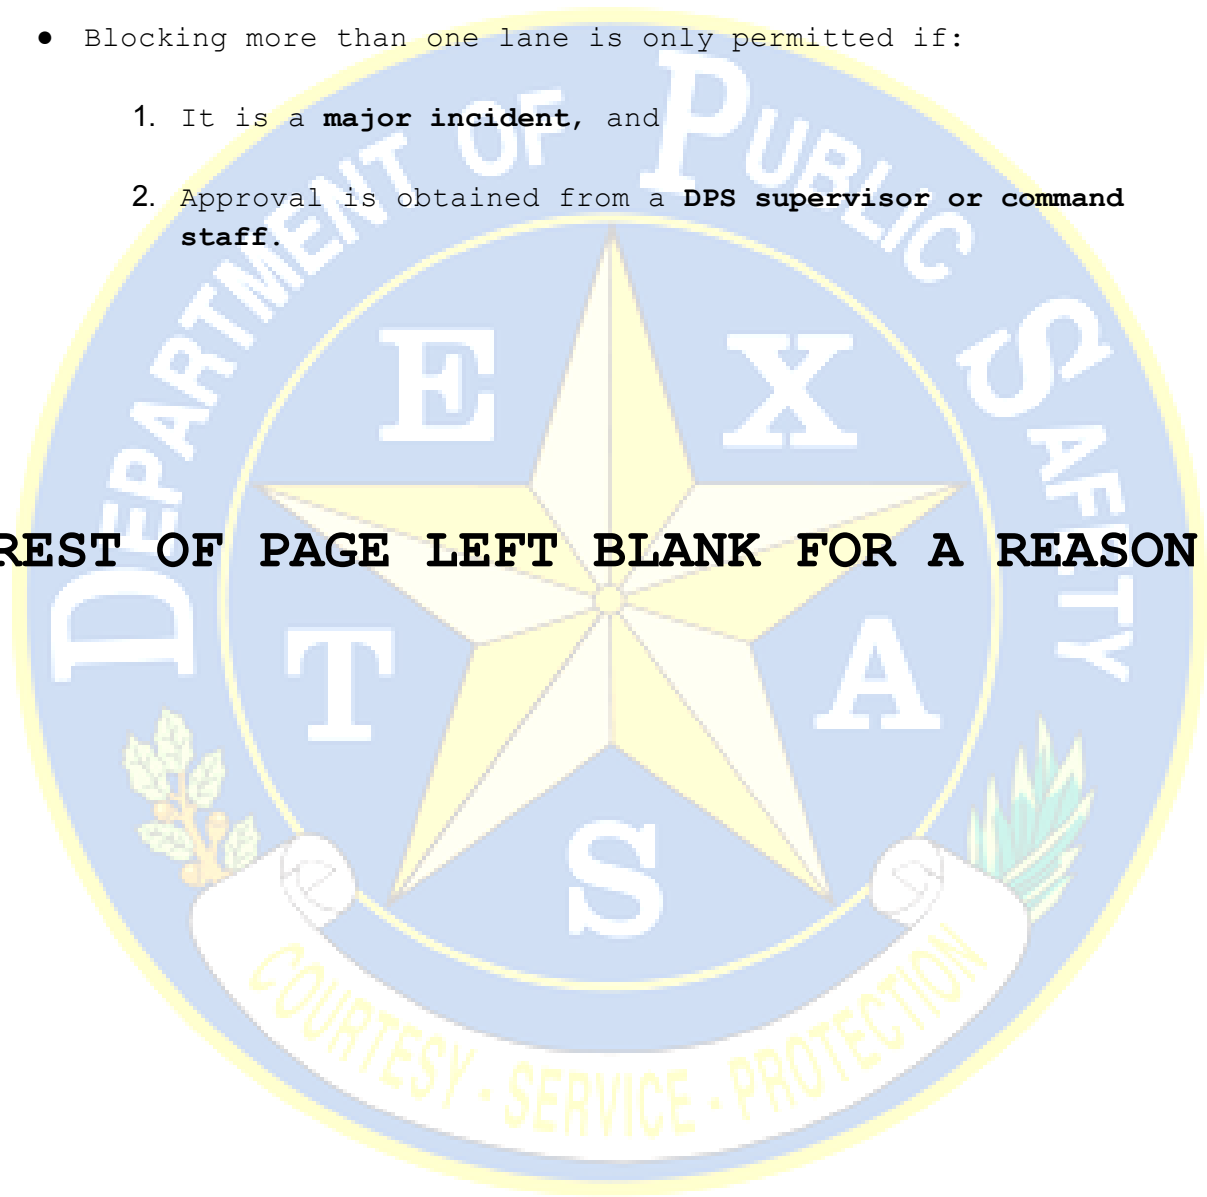 ● Blocking more than one lane is only permitted if:
1. It is a major incident, and
2. Approval is obtained from a DPS supervisor or command
staff.
DEPARTMENT OF PUBLIC SAFETY
E X
REST OF PAGE LEFT BLANK FOR A REASON
T A
S
COURTESY - SERVICE - PROTECTION